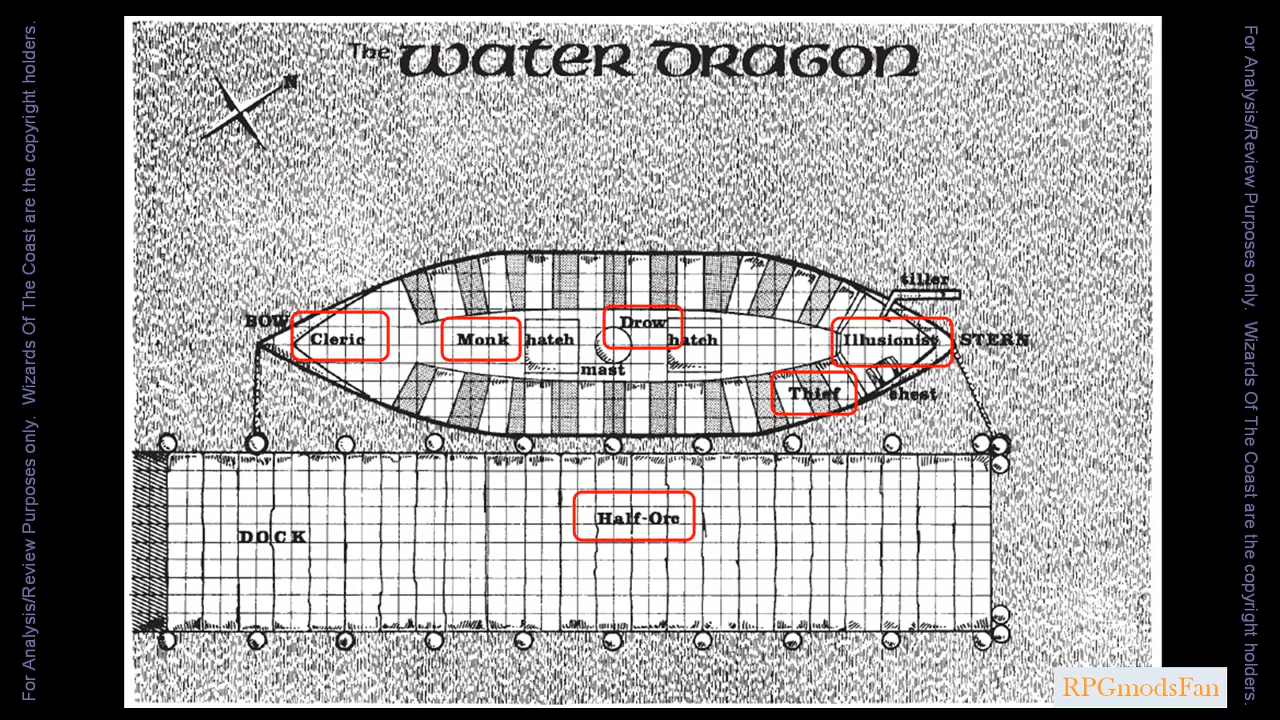 The WATER DRAGON
N
tiller
BOW
Cleric
Monk
hatch
Drow
hatch
Illusionist
STERN
mast
Thief
chest
Half-Orc
DOCK
For Analysis/Review Purposes only. Wizards Of The Coast are the copyright holders.
For Analysis/Review Purposes only. Wizards Of The Coast are the copyright holders.
RPGmodsFan